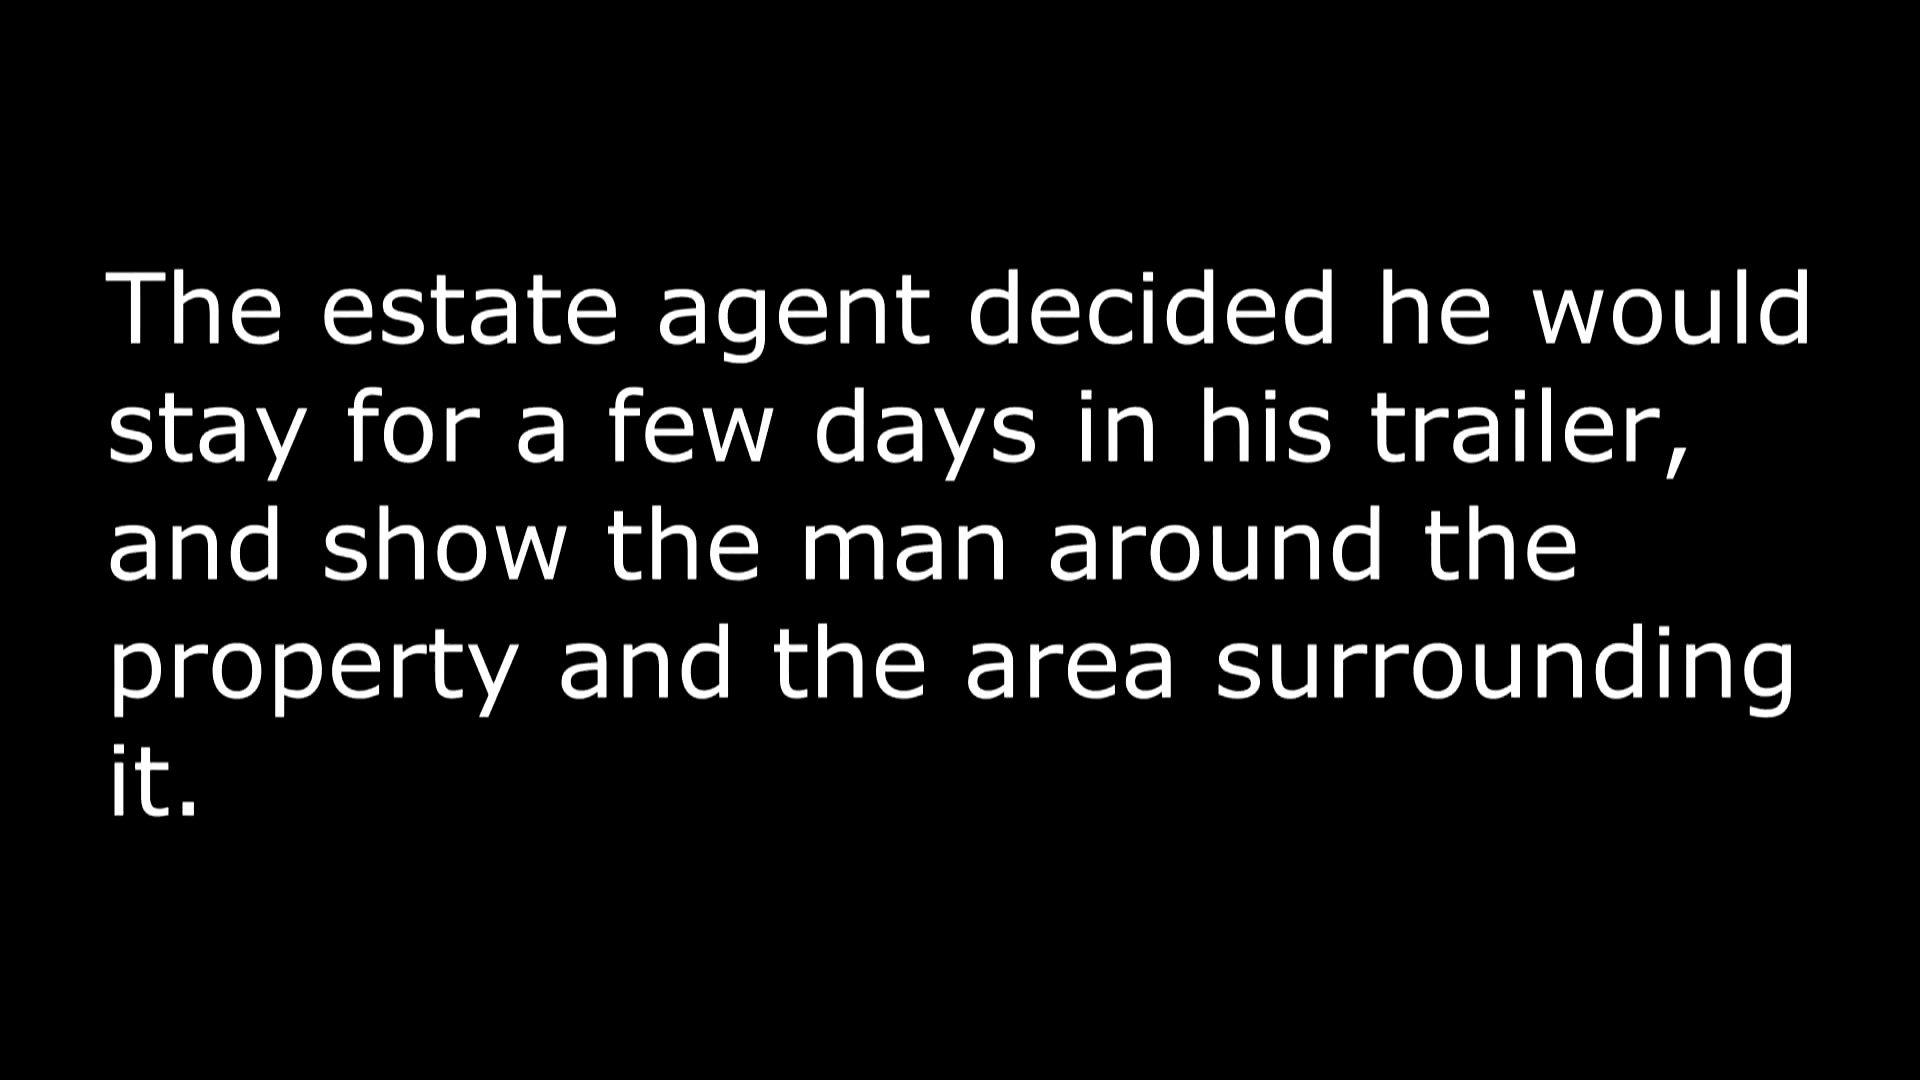 The estate agent decided he would
stay for a few days in his trailer,
and show the man around the
property and the area surrounding
it.